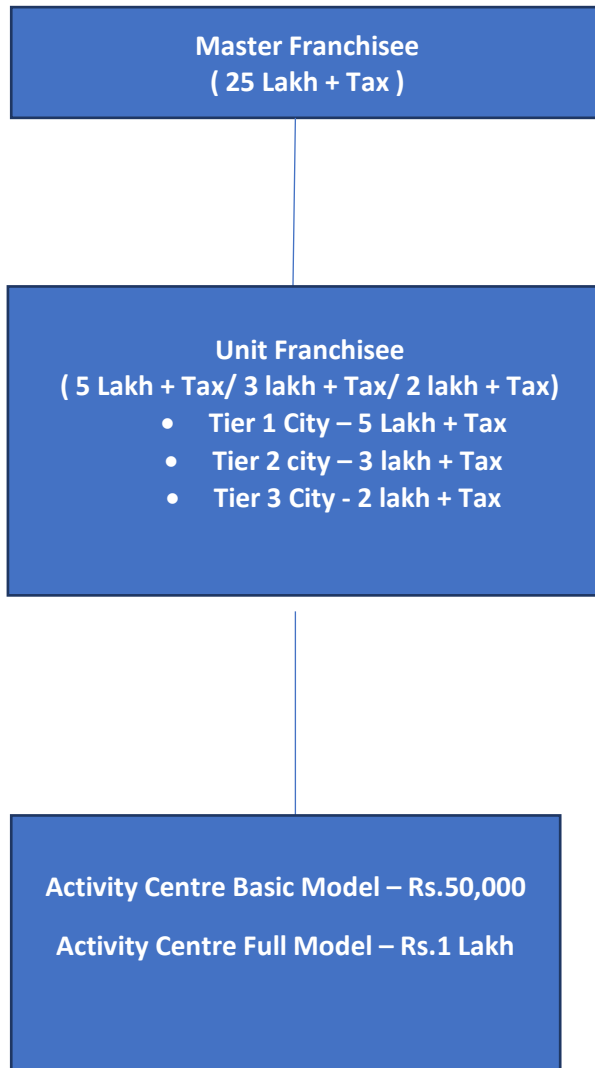 Master Franchisee
( 25 Lakh + Tax )
Unit Franchisee
( 5 Lakh + Tax/ 3 lakh + Tax/ 2 lakh + Tax)
• Tier 1 City – 5 Lakh + Tax
• Tier 2 city – 3 lakh + Tax
• Tier 3 City - 2 lakh + Tax
Activity Centre Basic Model – Rs.50,000
Activity Centre Full Model – Rs.1 Lakh